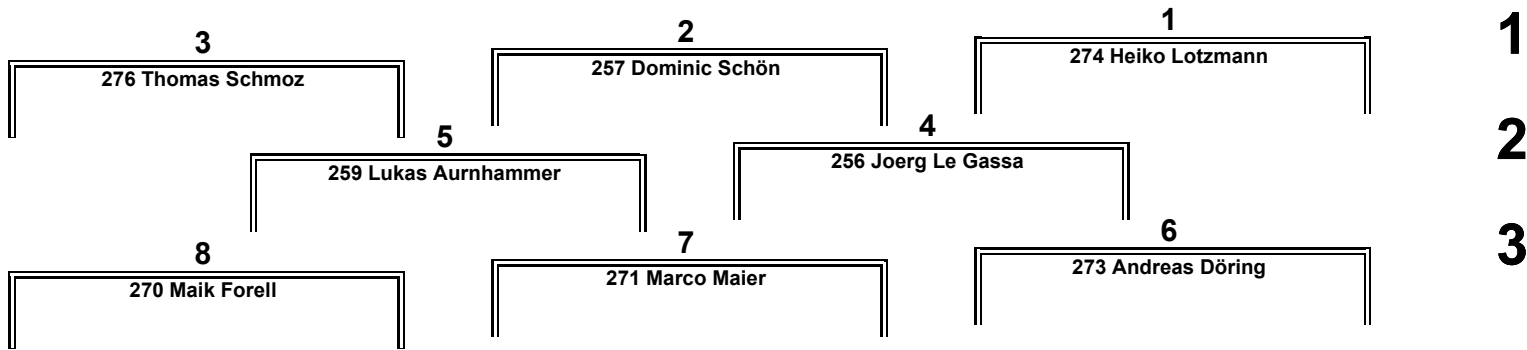 3 2 1 1
276 Thomas Schmoz 257 Dominic Schön 274 Heiko Lotzmann
5 4 2
259 Lukas Aurnhammer 256 Joerg Le Gassa
8 7 6 3
270 Maik Forell 271 Marco Maier 273 Andreas Döring